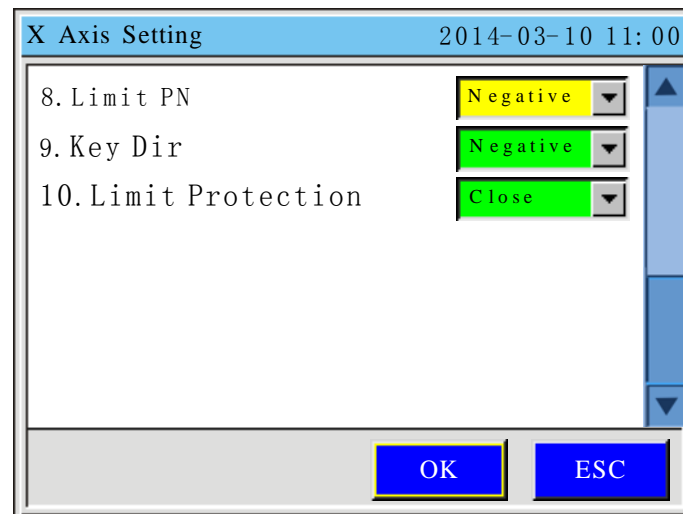 X Axis Setting 2014-03-10 11:00
8.Limit PN Negative
9.Key Dir Negative
10.Limit Protection Close
OK ESC